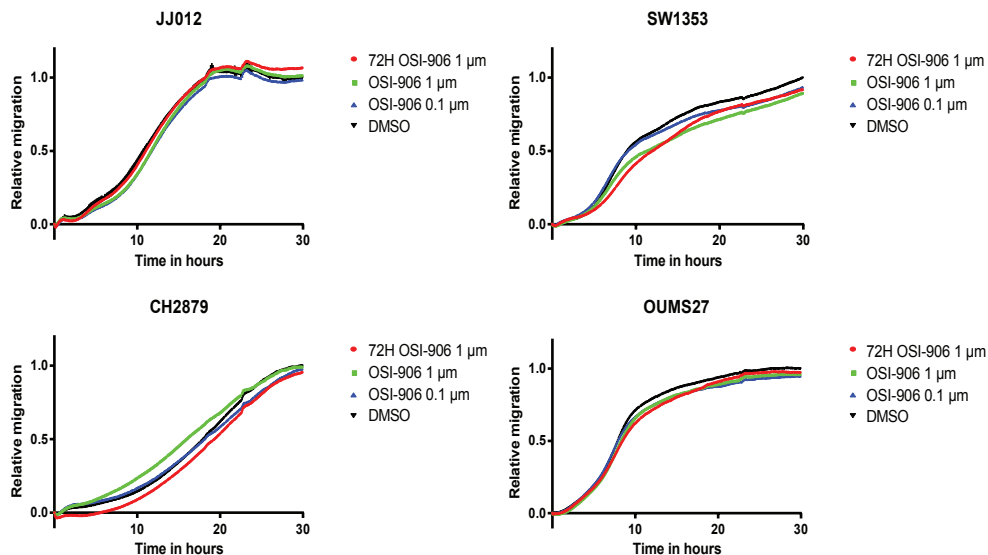 JJ012
Relative migration
1.0
0.5
0.0
10
20
30
Time in hours
72H OSI-906 1 µm
OSI-906 1 µm
OSI-906 0.1 µm
DMSO
SW1353
Relative migration
1.0
0.5
0.0
10
20
30
Time in hours
72H OSI-906 1 µm
OSI-906 1 µm
OSI-906 0.1 µm
DMSO
CH2879
Relative migration
1.0
0.5
0.0
10
20
30
Time in hours
72H OSI-906 1 µm
OSI-906 1 µm
OSI-906 0.1 µm
DMSO
OUMS27
Relative migration
1.0
0.5
0.0
10
20
30
Time in hours
72H OSI-906 1 µm
OSI-906 1 µm
OSI-906 0.1 µm
DMSO